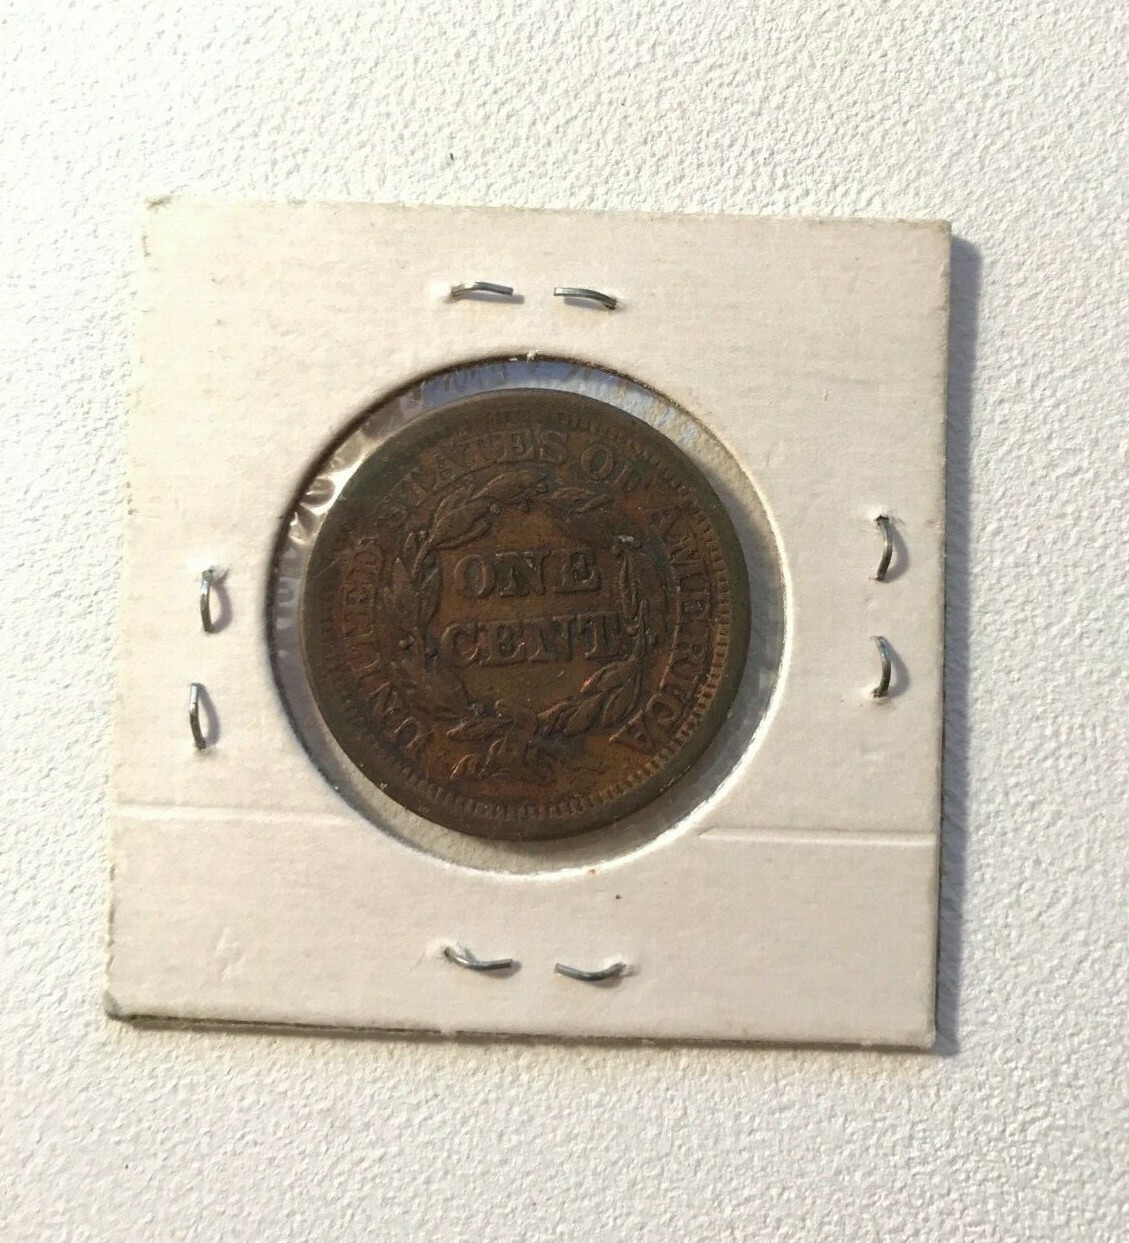 UNITED STATES OF AMERICA
ONE
CENT